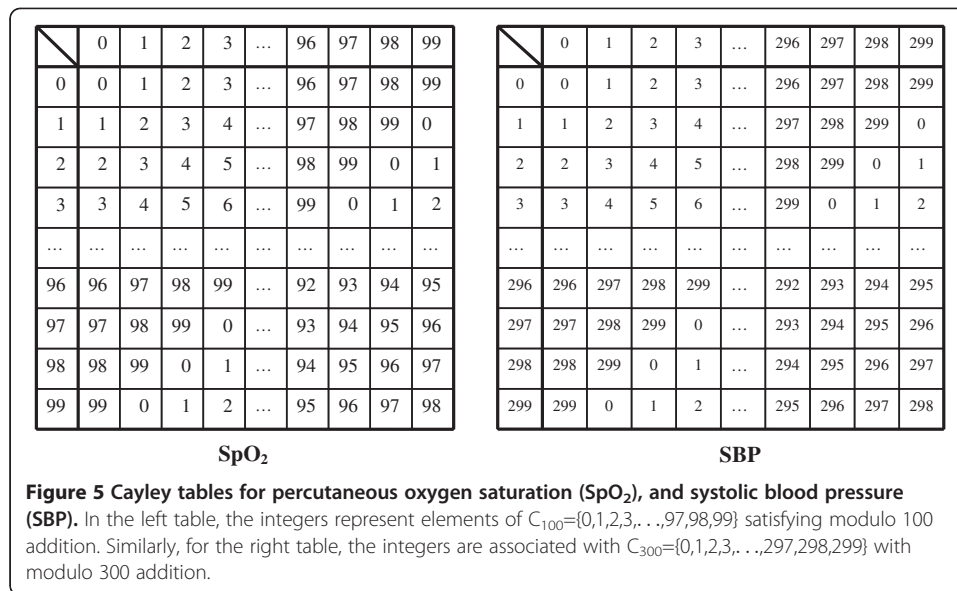 0 1 2 3 ... 96 97 98 99
0 0 1 2 3 ... 96 97 98 99
1 1 2 3 4 ... 97 98 99 0
2 2 3 4 5 ... 98 99 0 1
3 3 4 5 6 ... 99 0 1 2
... ... ... ... ... ... ... ... ... ...
96 96 97 98 99 ... 92 93 94 95
97 97 98 99 0 ... 93 94 95 96
98 98 99 0 1 ... 94 95 96 97
99 99 0 1 2 ... 95 96 97 98
SpO₂
0 1 2 3 ... 296 297 298 299
0 0 1 2 3 ... 296 297 298 299
1 1 2 3 4 ... 297 298 299 0
2 2 3 4 5 ... 298 299 0 1
3 3 4 5 6 ... 299 0 1 2
... ... ... ... ... ... ... ... ... ...
296 296 297 298 299 ... 292 293 294 295
297 297 298 299 0 ... 293 294 295 296
298 298 299 0 1 ... 294 295 296 297
299 299 0 1 2 ... 295 296 297 298
SBP
Figure 5 Cayley tables for percutaneous oxygen saturation (SpO₂), and systolic blood pressure
(SBP). In the left table, the integers represent elements of C₁₀₀={0,1,2,3,. . .,97,98,99} satisfying modulo 100
addition. Similarly, for the right table, the integers are associated with C₃₀₀={0,1,2,3,. . .,297,298,299} with
modulo 300 addition.